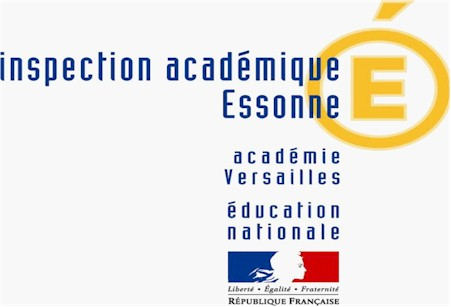 inspection académique
Essonne
É
académie
Versailles
éducation
nationale
Liberté • Égalité • Fraternité
RÉPUBLIQUE FRANÇAISE